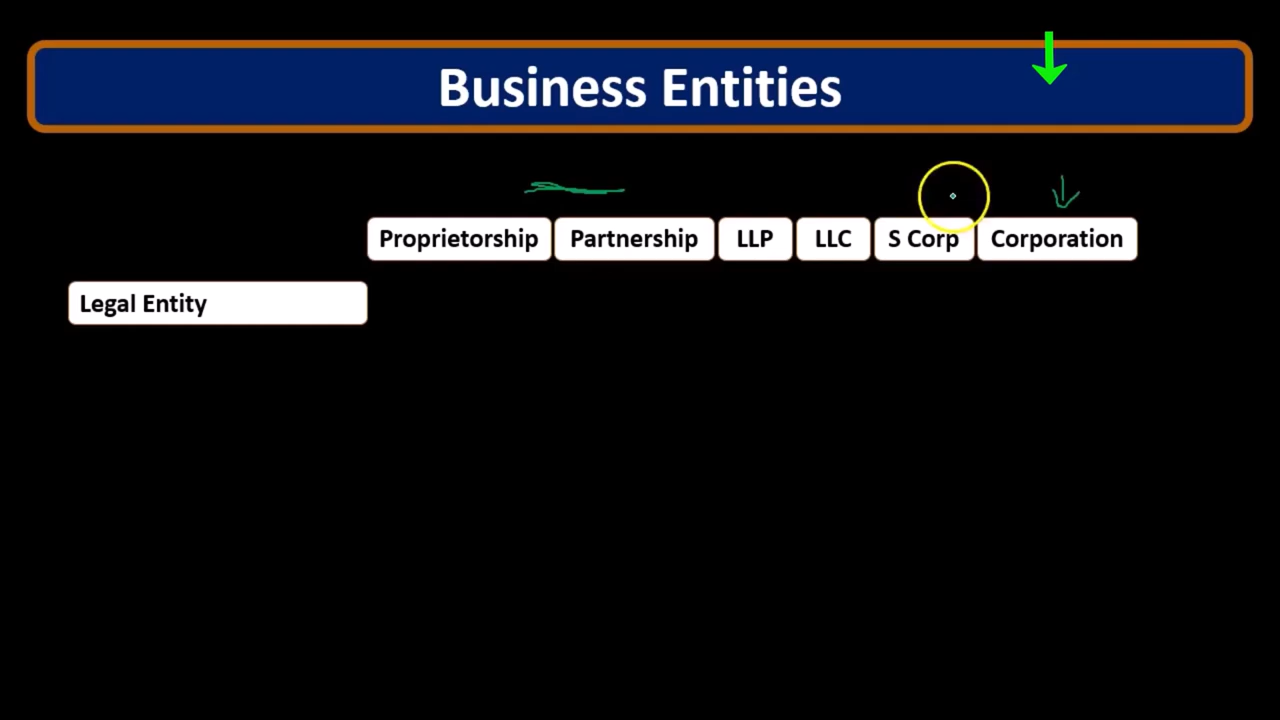 Business Entities
Proprietorship Partnership LLP LLC S Corp Corporation
Legal Entity